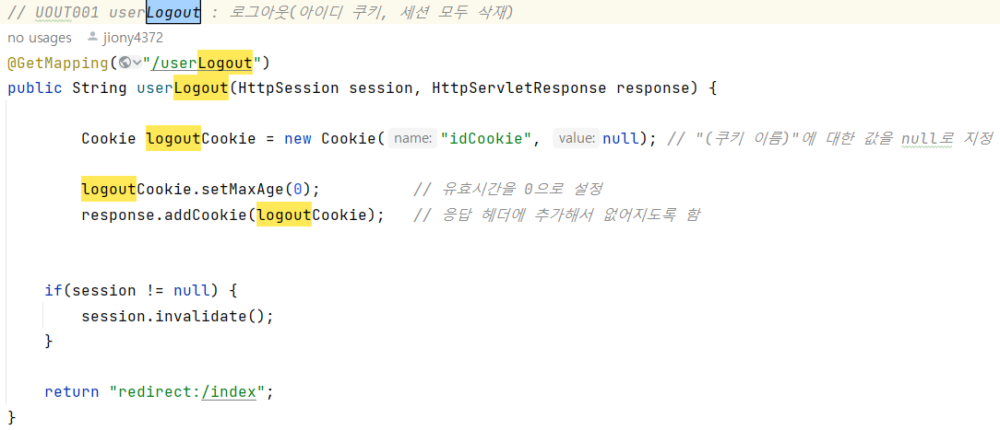 // UOUT001 userLogout : 로그아웃(아이디 쿠키, 세션 모두 삭제)
no usages jiony4372
@GetMapping("/userLogout")
public String userLogout(HttpSession session, HttpServletResponse response) {
Cookie logoutCookie = new Cookie( name: "idCookie", value: null); // "(쿠키 이름)"에 대한 값을 null로 지정
logoutCookie.setMaxAge(0); // 유효시간을 0으로 설정
response.addCookie(logoutCookie); // 응답 헤더에 추가해서 없어지도록 함
if(session != null) {
session.invalidate();
}
return "redirect:/index";
}